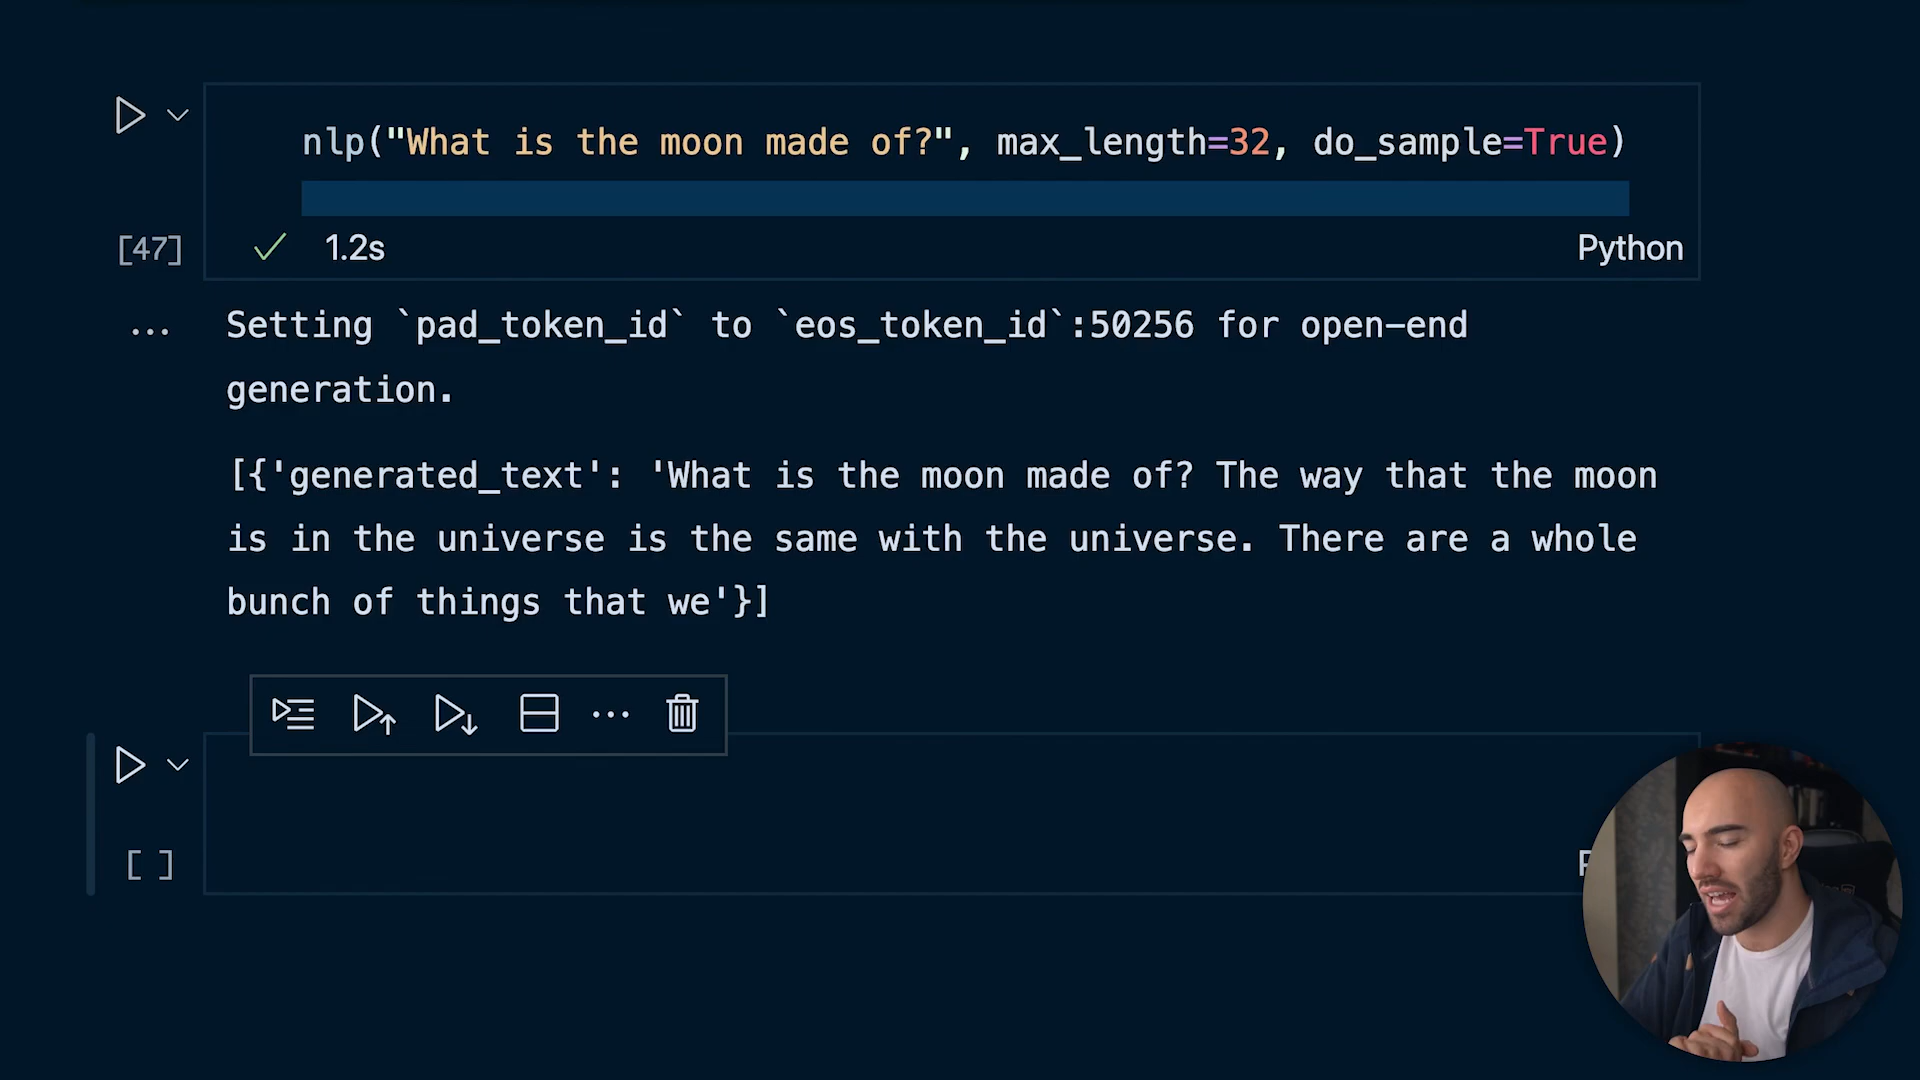 nlp("What is the moon made of?", max_length=32, do_sample=True)
[47]
1.2s
Python
...
Setting `pad_token_id` to `eos_token_id`:50256 for open-end
generation.
[{'generated_text': 'What is the moon made of? The way that the moon
is in the universe is the same with the universe. There are a whole
bunch of things that we'}]
[ ]